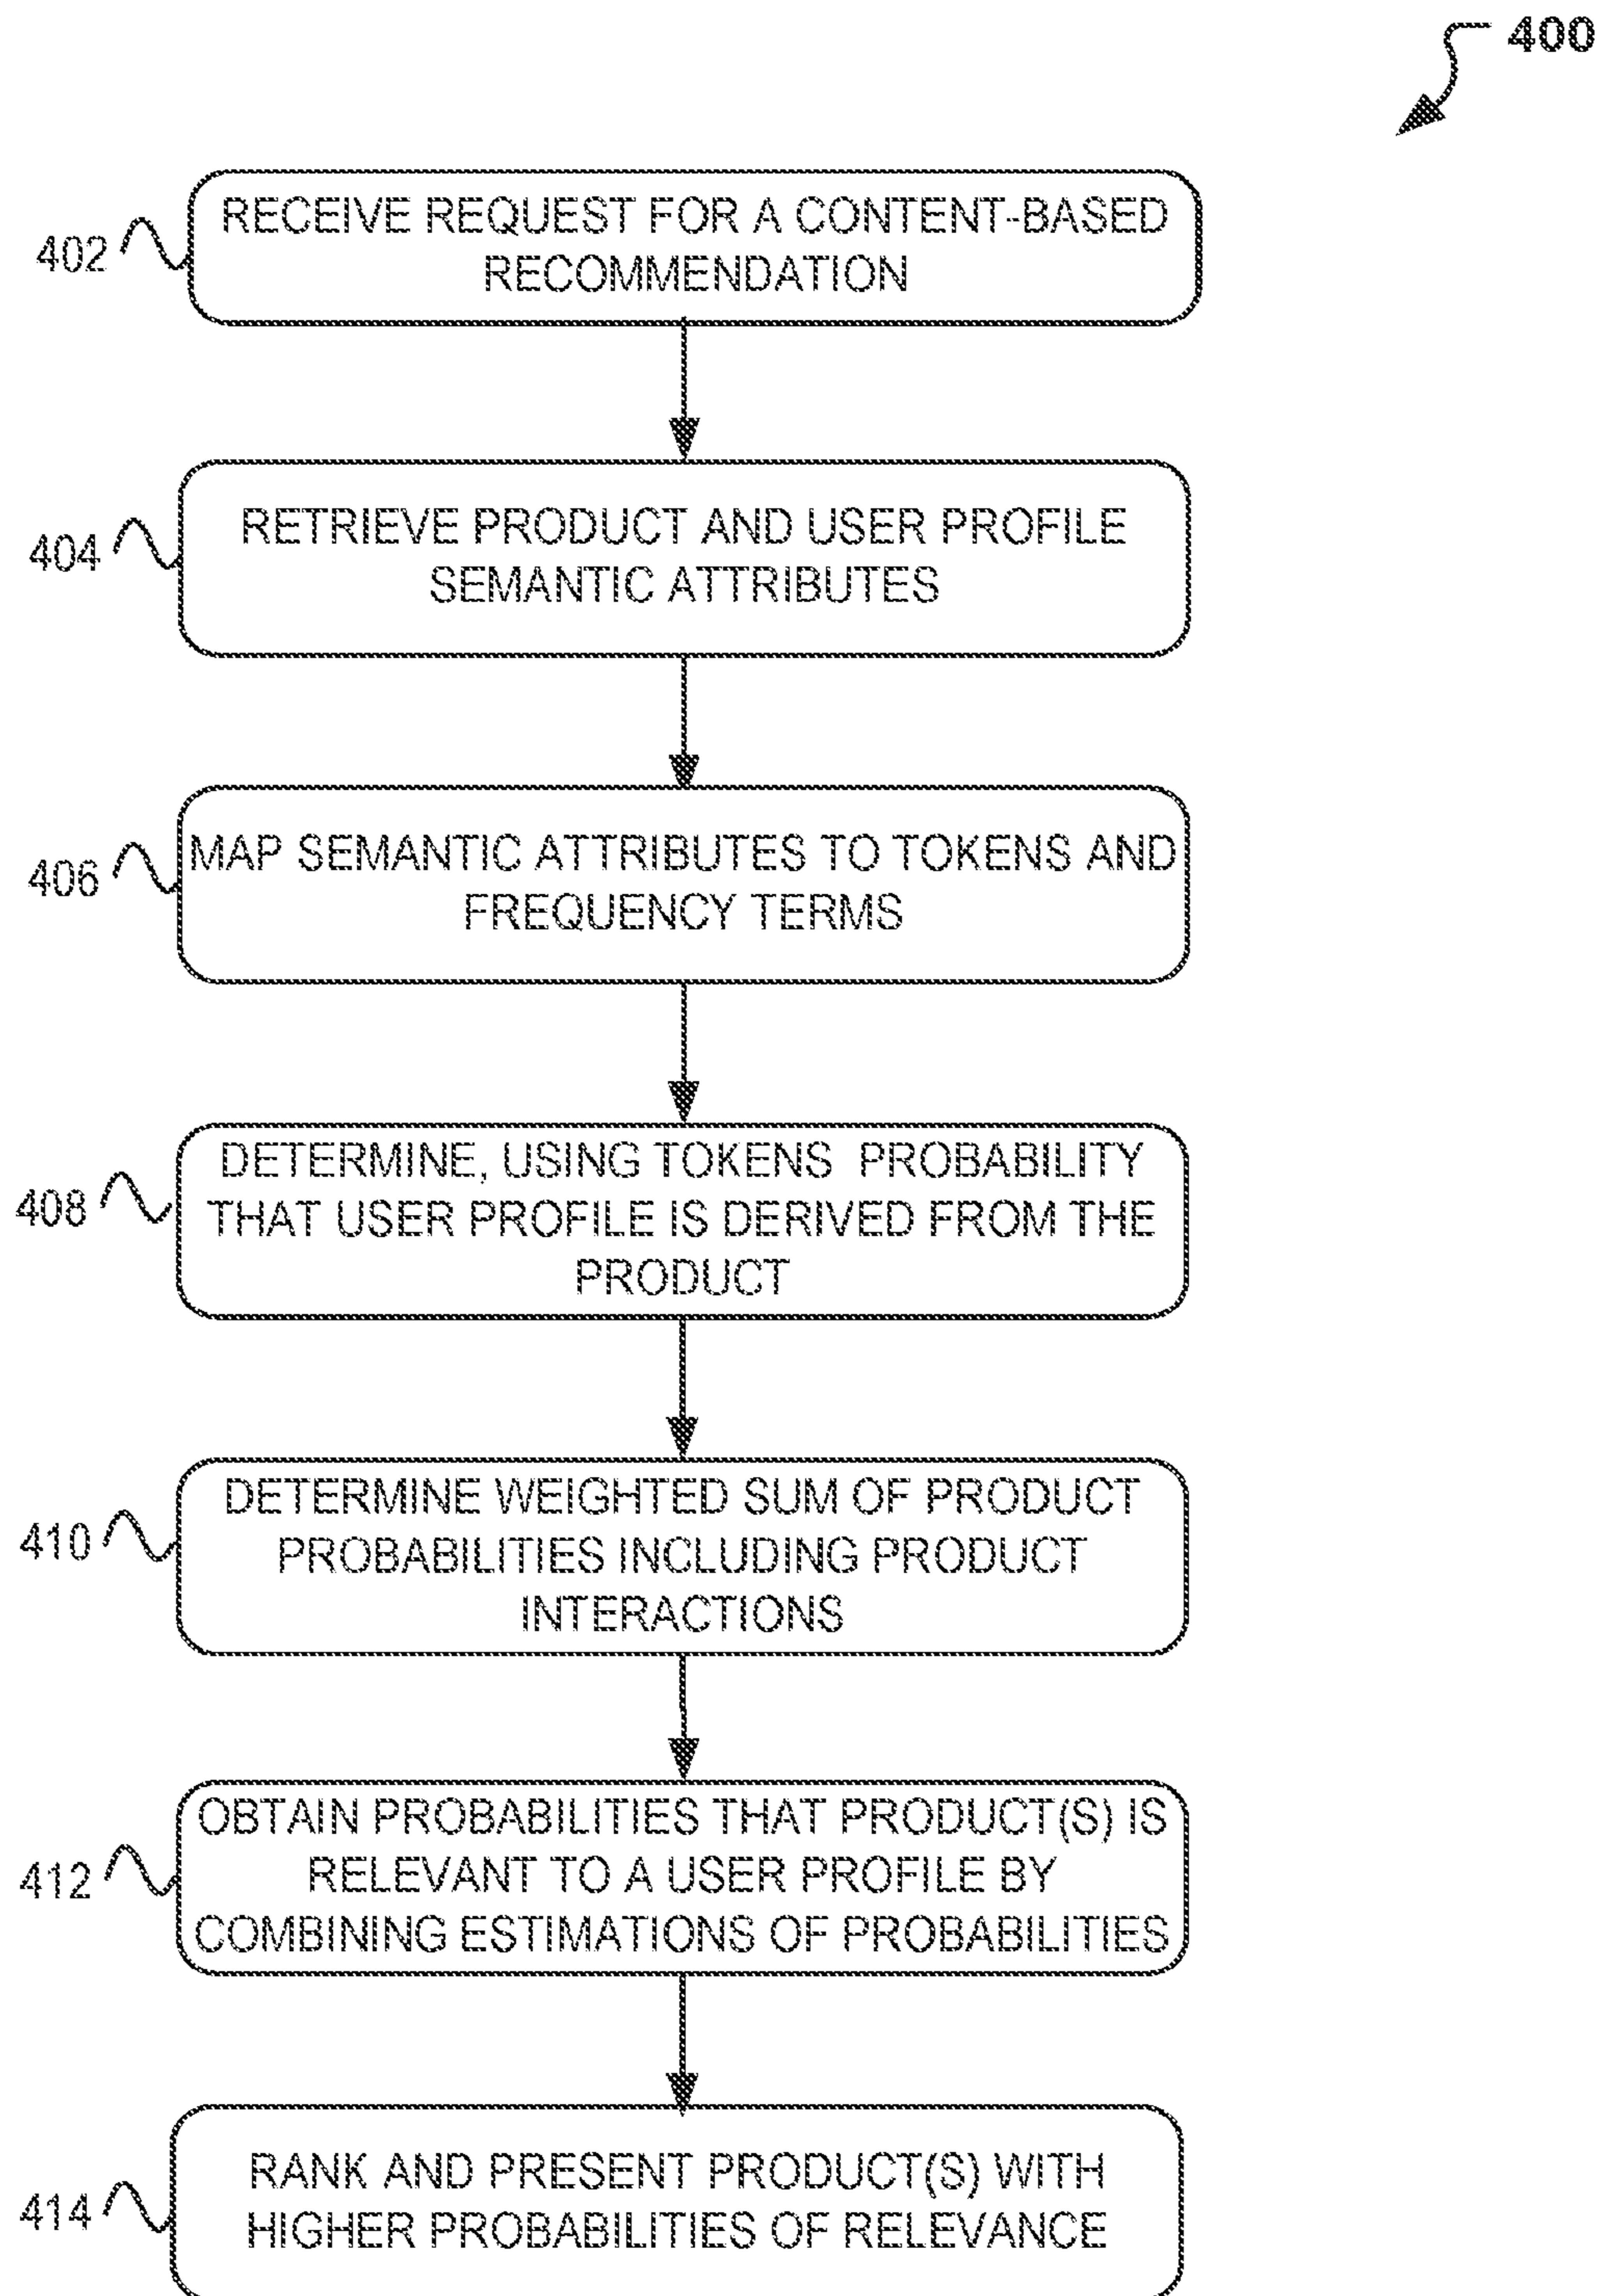 400
402
RECEIVE REQUEST FOR A CONTENT-BASED
RECOMMENDATION
404
RETRIEVE PRODUCT AND USER PROFILE
SEMANTIC ATTRIBUTES
406
MAP SEMANTIC ATTRIBUTES TO TOKENS AND
FREQUENCY TERMS
408
DETERMINE, USING TOKENS PROBABILITY
THAT USER PROFILE IS DERIVED FROM THE
PRODUCT
410
DETERMINE WEIGHTED SUM OF PRODUCT
PROBABILITIES INCLUDING PRODUCT
INTERACTIONS
412
OBTAIN PROBABILITIES THAT PRODUCT(S) IS
RELEVANT TO A USER PROFILE BY
COMBINING ESTIMATIONS OF PROBABILITIES
414
RANK AND PRESENT PRODUCT(S) WITH
HIGHER PROBABILITIES OF RELEVANCE